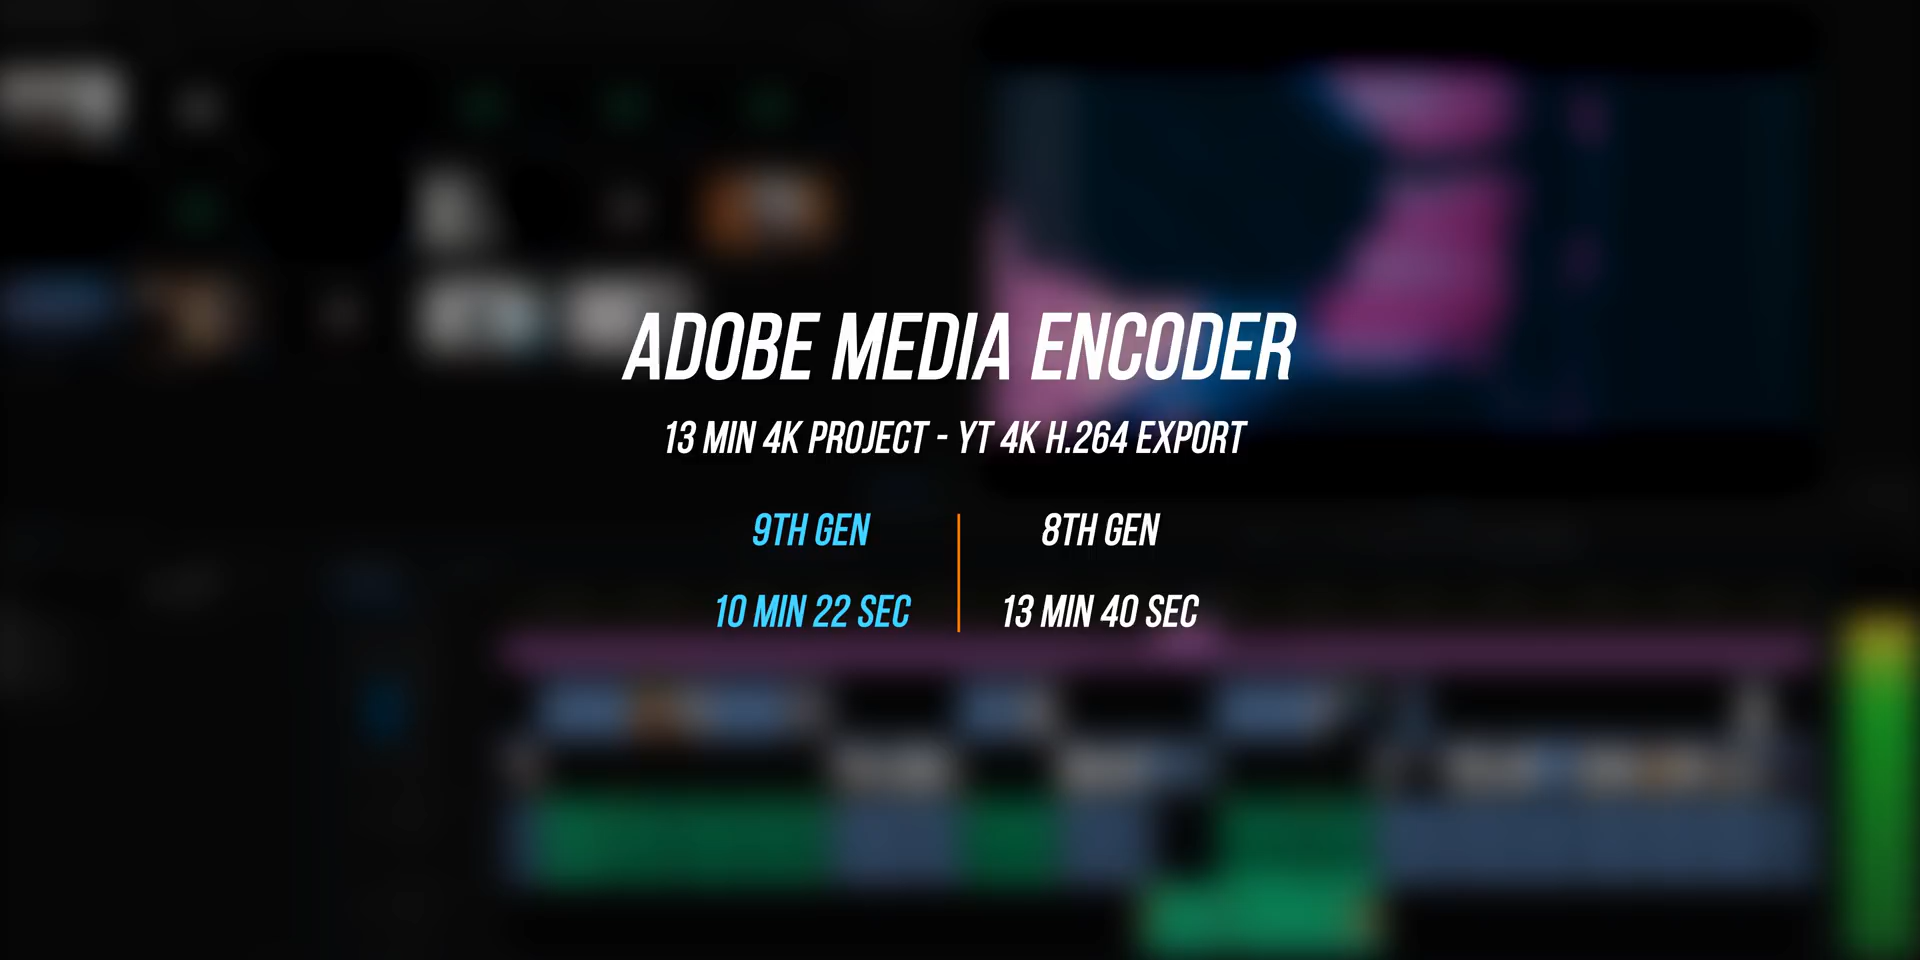 ADOBE MEDIA ENCODER
13 MIN 4K PROJECT - YT 4K H.264 EXPORT
9TH GEN
8TH GEN
10 MIN 22 SEC
13 MIN 40 SEC